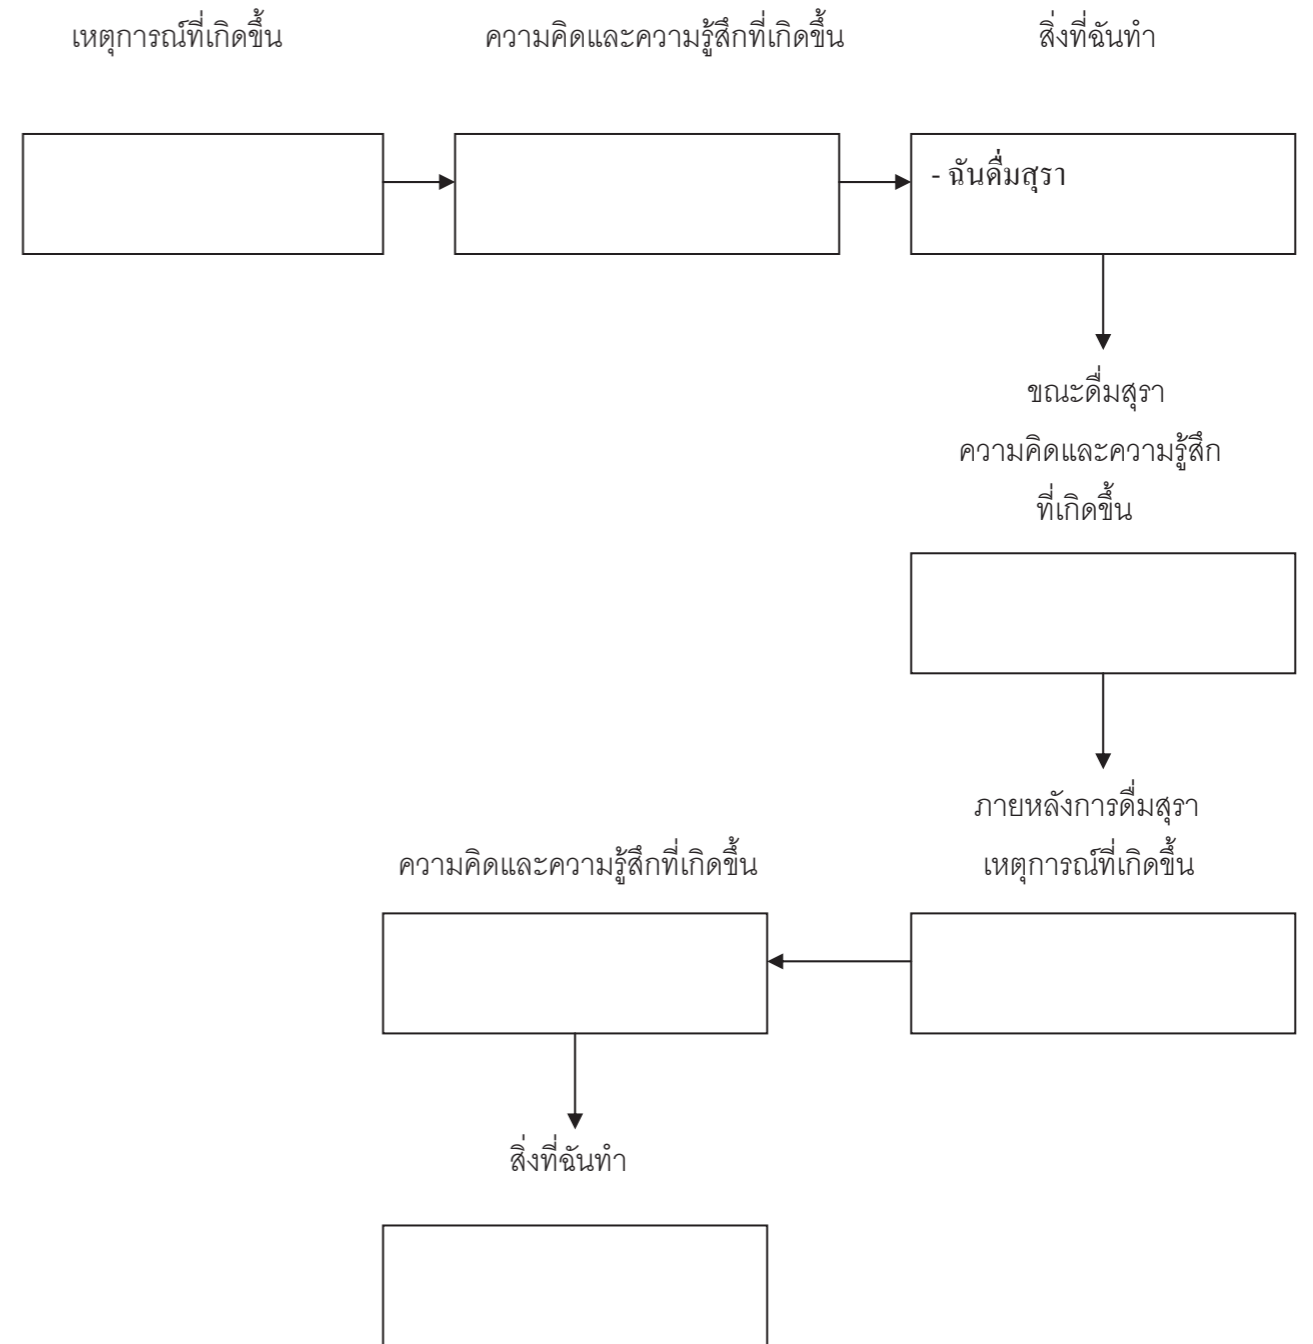 เหตุการณ์ที่เกิดขึ้น
ความคิดและความรู้สึกที่เกิดขึ้น
สิ่งที่ฉันทำ
- ฉันดื่มสุรา
ขณะดื่มสุรา
ความคิดและความรู้สึก
ที่เกิดขึ้น
ภายหลังการดื่มสุรา
ความคิดและความรู้สึกที่เกิดขึ้น
เหตุการณ์ที่เกิดขึ้น
สิ่งที่ฉันทำ